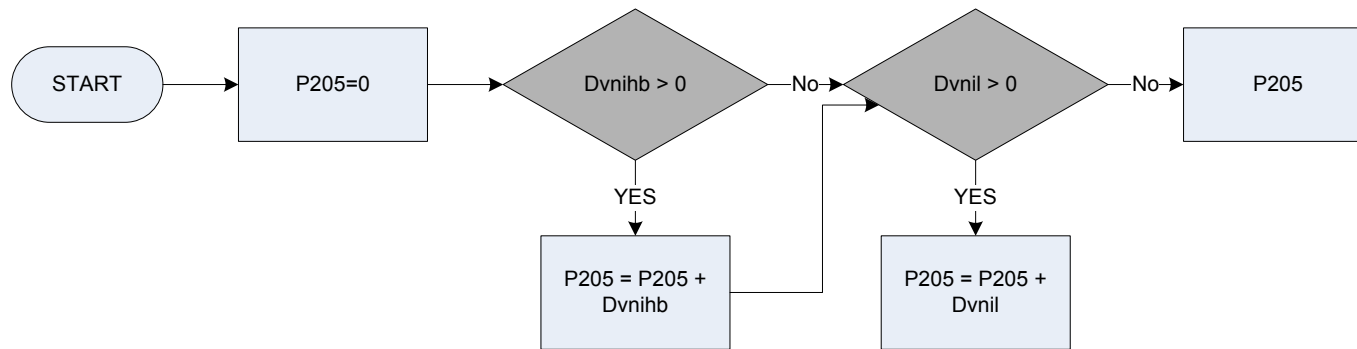 START
P205=0
Dvnihb > 0
No
Dvnil > 0
No
P205
YES
YES
P205 = P205 +
Dvnihb
P205 = P205 +
Dvnil